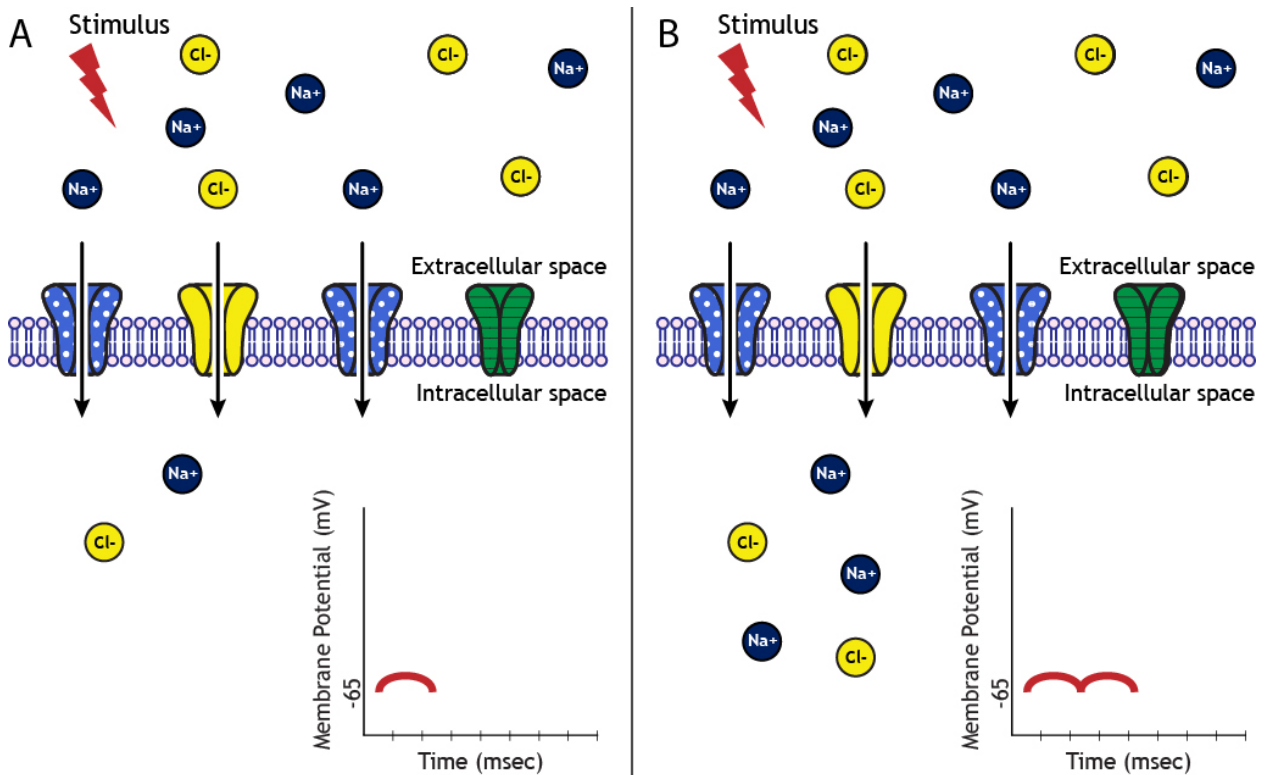 A
Stimulus
Cl-
Cl-
Na+
Na+
Na+
Na+
Cl-
Na+
Cl-
Extracellular space
Intracellular space
Na+
Cl-
Membrane Potential (mV)
-65
Time (msec)
B
Stimulus
Cl-
Cl-
Na+
Na+
Na+
Na+
Cl-
Na+
Cl-
Extracellular space
Intracellular space
Na+
Cl-
Na+
Na+
Cl-
Membrane Potential (mV)
-65
Time (msec)